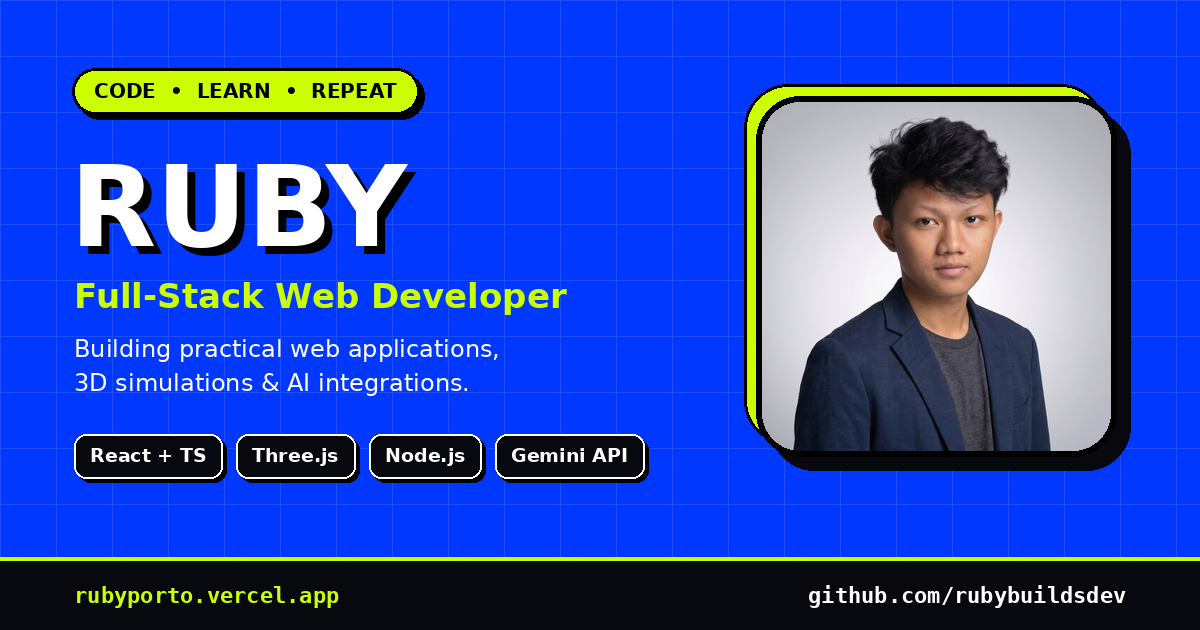 CODE • LEARN • REPEAT
RUBY
Full-Stack Web Developer
Building practical web applications,
3D simulations & AI integrations.
React + TS
Three.js
Node.js
Gemini API
rubyporto.vercel.app
github.com/rubybuildsdev